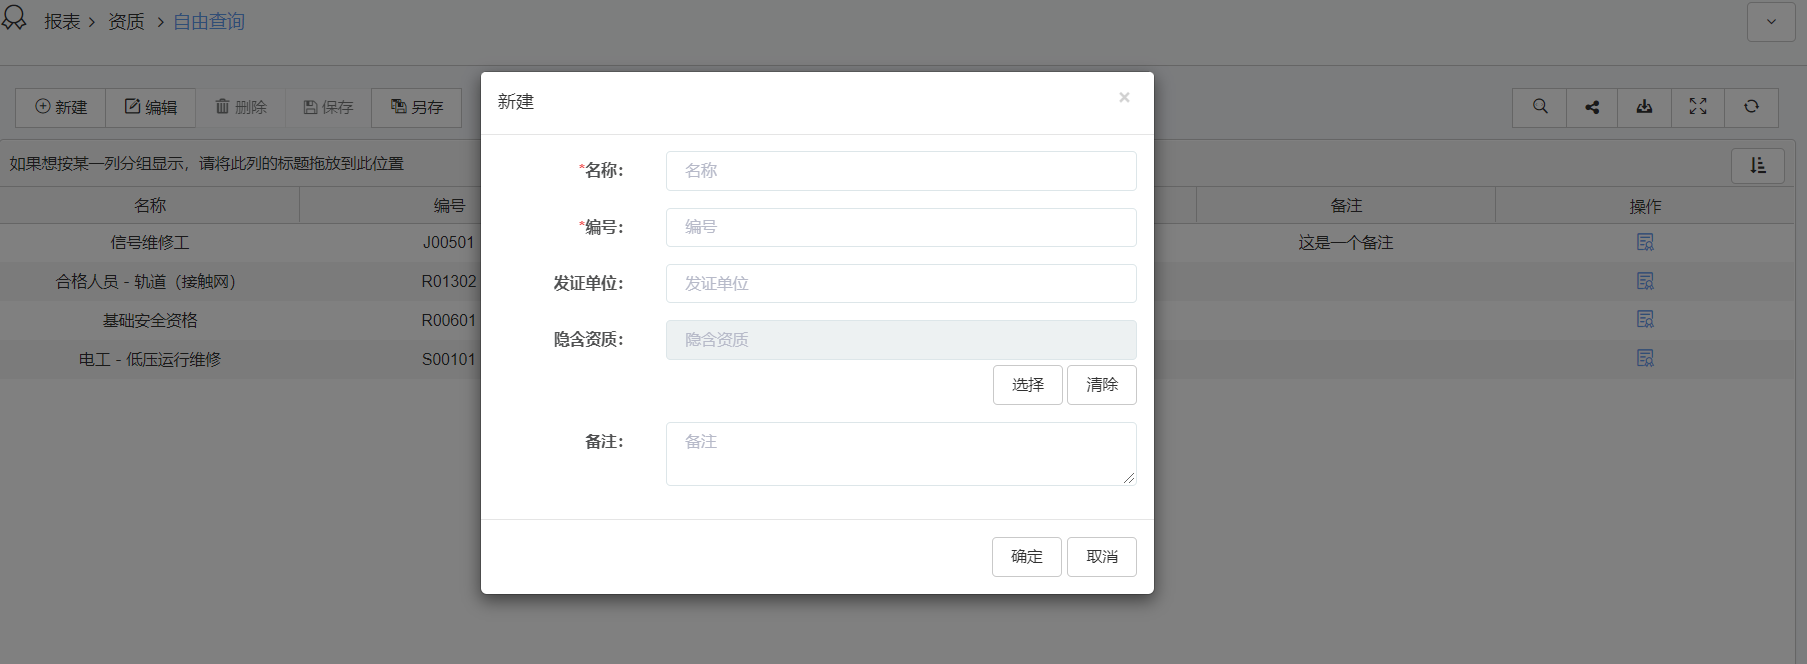 报表 > 资质 > 自由查询
新建 编辑 删除 保存 另存
如果想按某一列分组显示，请将此列的标题拖放到此位置
名称 编号 备注 操作
信号维修工 J00501 这是一个备注
合格人员 - 轨道（接触网） R01302
基础安全资格 R00601
电工 - 低压运行维修 S00101
新建 ×
*名称： 名称
*编号： 编号
发证单位： 发证单位
隐含资质： 隐含资质
选择 清除
备注： 备注
确定 取消